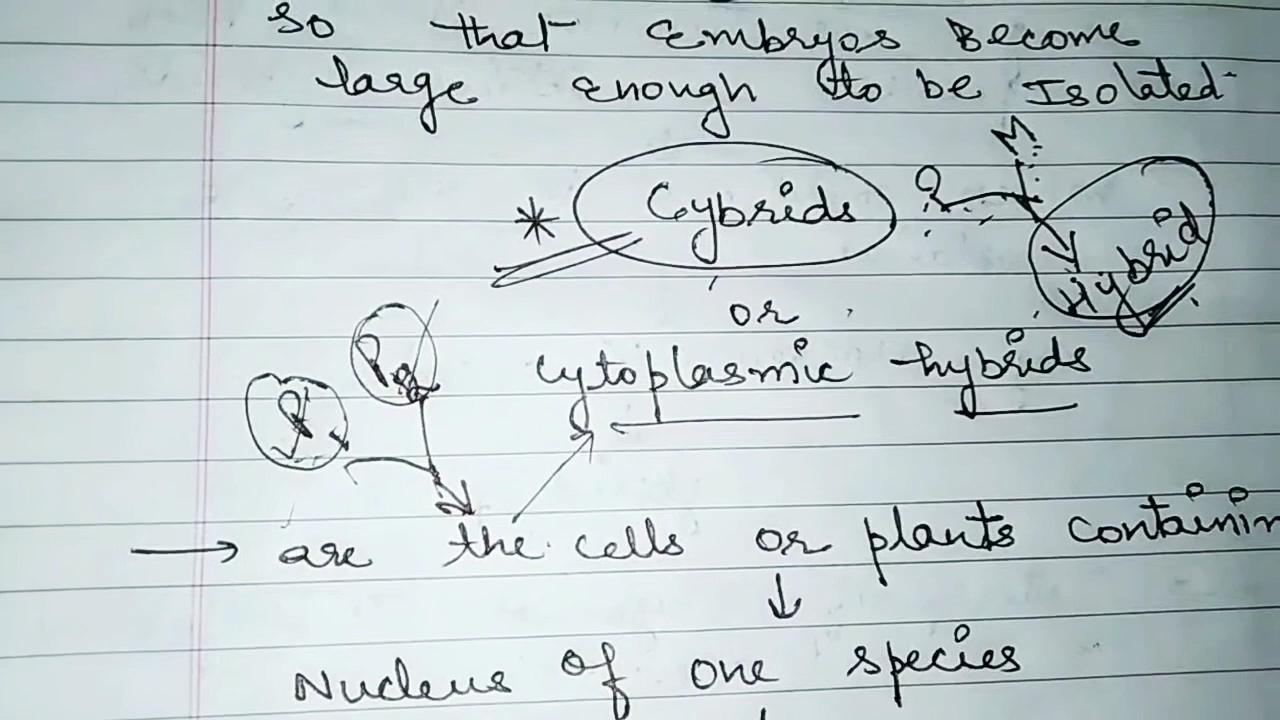 so that Embryos Become
large enough to be Isolated
* Cybrids
Hybrid
or
cytoplasmic hybrids
→ are the cells or plants containin
↓
Nucleus of one species